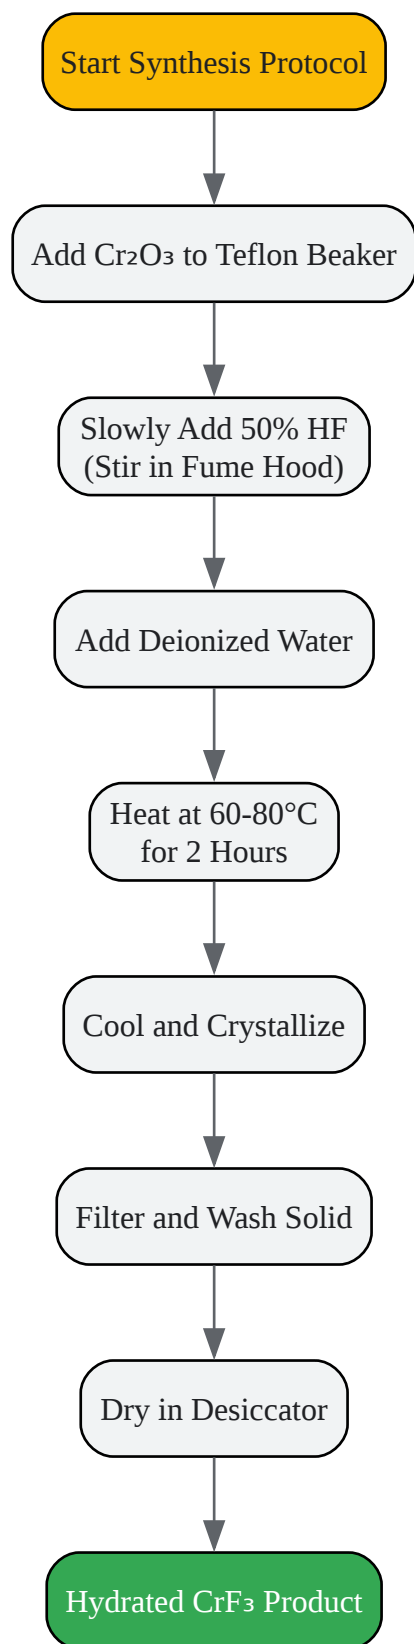 Start Synthesis Protocol
Add Cr₂O₃ to Teflon Beaker
Slowly Add 50% HF
(Stir in Fume Hood)
Add Deionized Water
Heat at 60-80°C
for 2 Hours
Cool and Crystallize
Filter and Wash Solid
Dry in Desiccator
Hydrated CrF₃ Product